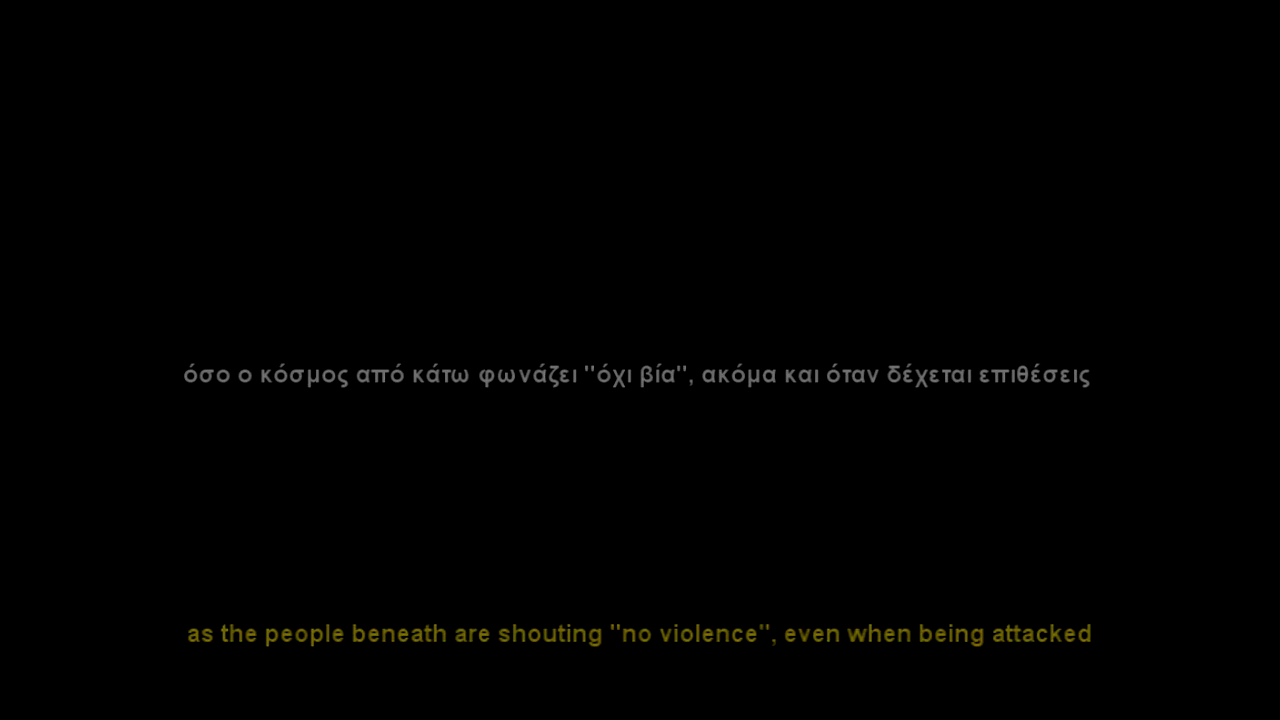 όσο ο κόσμος από κάτω φωνάζει "όχι βία", ακόμα και όταν δέχεται επιθέσεις
as the people beneath are shouting "no violence", even when being attacked